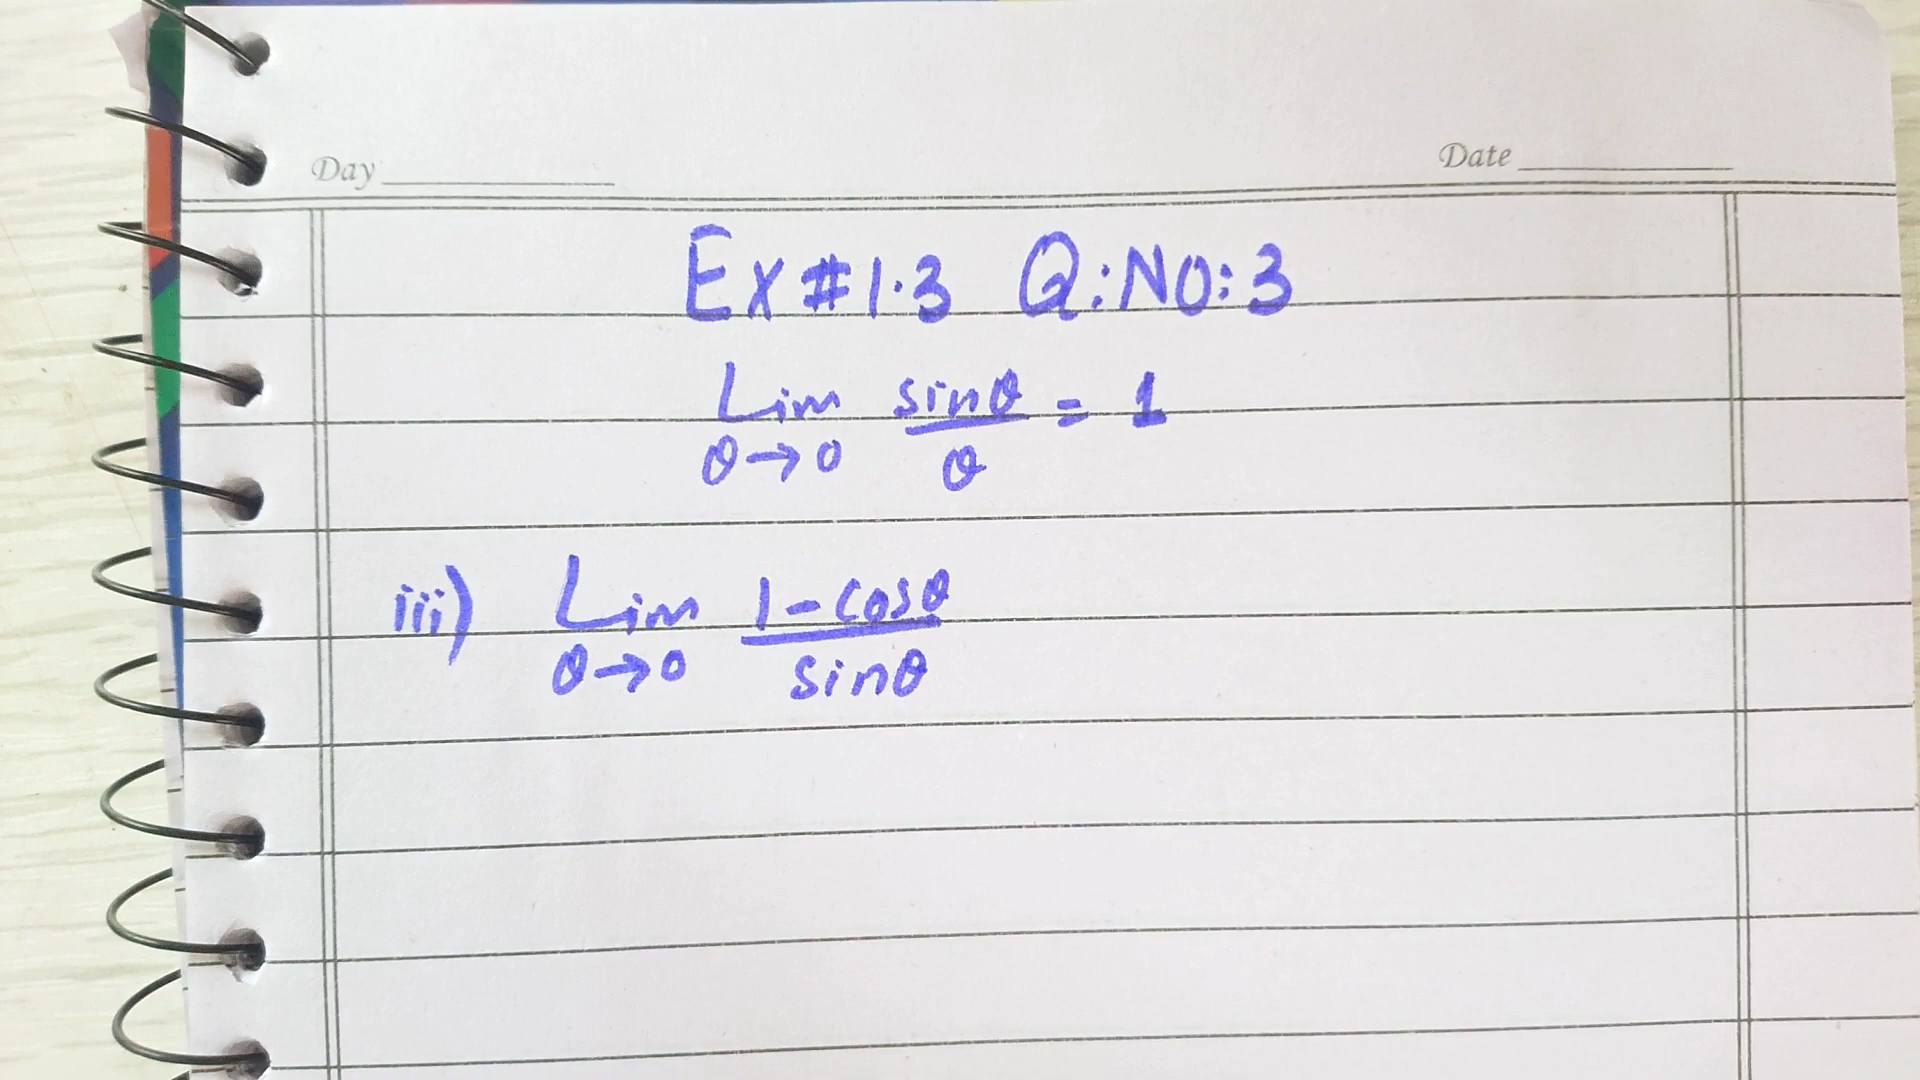 Day
Date
Ex # 1.3 Q:NO:3
Lim sinθ/θ = 1
θ→0
iii) Lim 1-cosθ/sinθ
θ→0